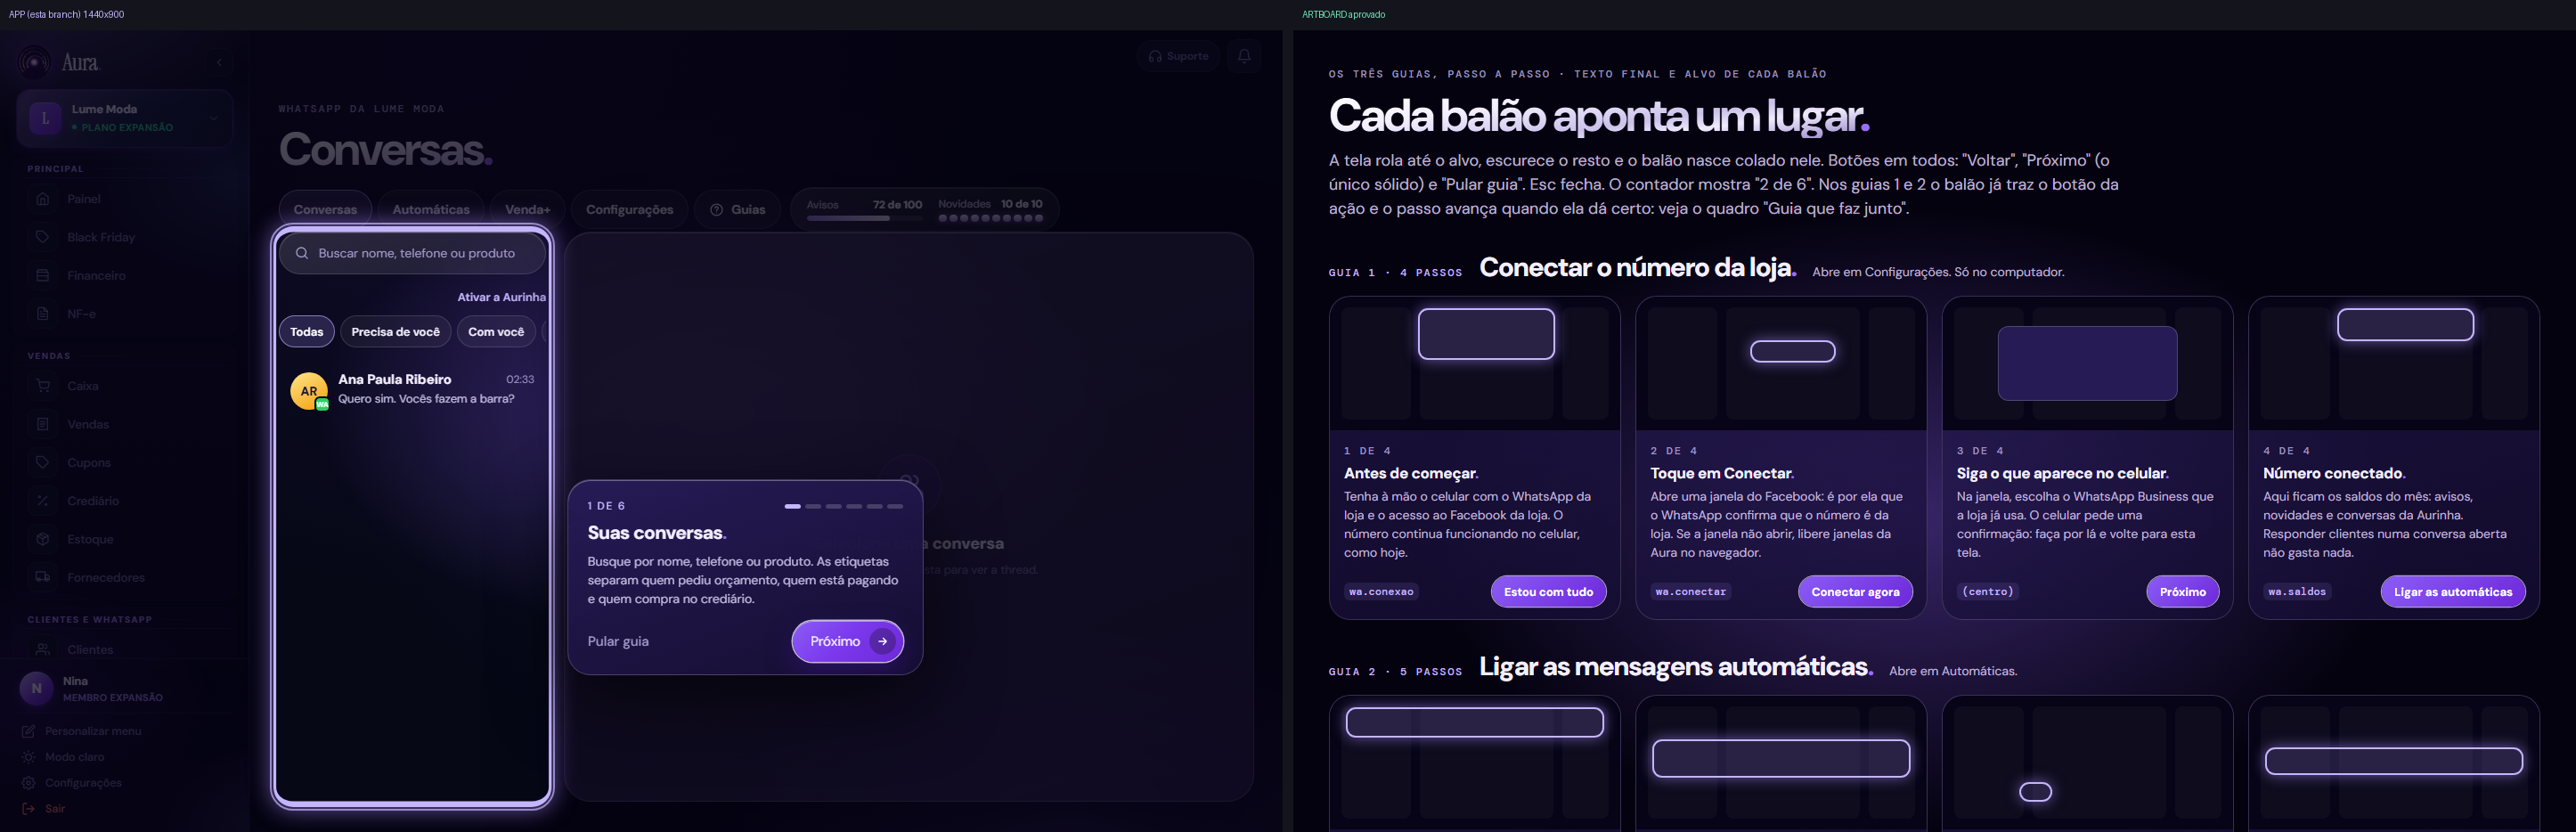 APP (esta branch) 1440x900
Aura
Suporte
Lume Moda
PLANO EXPANSÃO
PRINCIPAL
Painel
Black Friday
Financeiro
NF-e
VENDAS
Caixa
Vendas
Cupons
Crediário
Estoque
Fornecedores
CLIENTES E WHATSAPP
Clientes
N
Nina
MEMBRO EXPANSÃO
Personalizar menu
Modo claro
Configurações
Sair
WHATSAPP DA LUME MODA
Conversas.
Conversas
Automáticas
Venda+
Configurações
Guias
Avisos 72 de 100
Novidades 10 de 10
Buscar nome, telefone ou produto
Ativar a Aurinha
Todas
Precisa de você
Com você
AR
WA
Ana Paula Ribeiro
02:33
Quero sim. Vocês fazem a barra?
conversa
para ver a thread.
1 DE 6
Suas conversas.
Busque por nome, telefone ou produto. As etiquetas
separam quem pediu orçamento, quem está pagando
e quem compra no crediário.
Pular guia
Próximo
ARTBOARD aprovado
OS TRÊS GUIAS, PASSO A PASSO · TEXTO FINAL E ALVO DE CADA BALÃO
Cada balão aponta um lugar.
A tela rola até o alvo, escurece o resto e o balão nasce colado nele. Botões em todos: "Voltar", "Próximo" (o
único sólido) e "Pular guia". Esc fecha. O contador mostra "2 de 6". Nos guias 1 e 2 o balão já traz o botão da
ação e o passo avança quando ela dá certo: veja o quadro "Guia que faz junto".
GUIA 1 · 4 PASSOS
Conectar o número da loja.
Abre em Configurações. Só no computador.
1 DE 4
Antes de começar.
Tenha à mão o celular com o WhatsApp da
loja e o acesso ao Facebook da loja. O
número continua funcionando no celular,
como hoje.
wa.conexao
Estou com tudo
2 DE 4
Toque em Conectar.
Abre uma janela do Facebook: é por ela que
o WhatsApp confirma que o número é da
loja. Se a janela não abrir, libere janelas da
Aura no navegador.
wa.conectar
Conectar agora
3 DE 4
Siga o que aparece no celular.
Na janela, escolha o WhatsApp Business que
a loja já usa. O celular pede uma
confirmação: faça por lá e volte para esta
tela.
(centro)
Próximo
4 DE 4
Número conectado.
Aqui ficam os saldos do mês: avisos,
novidades e conversas da Aurinha.
Responder clientes numa conversa aberta
não gasta nada.
wa.saldos
Ligar as automáticas
GUIA 2 · 5 PASSOS
Ligar as mensagens automáticas.
Abre em Automáticas.